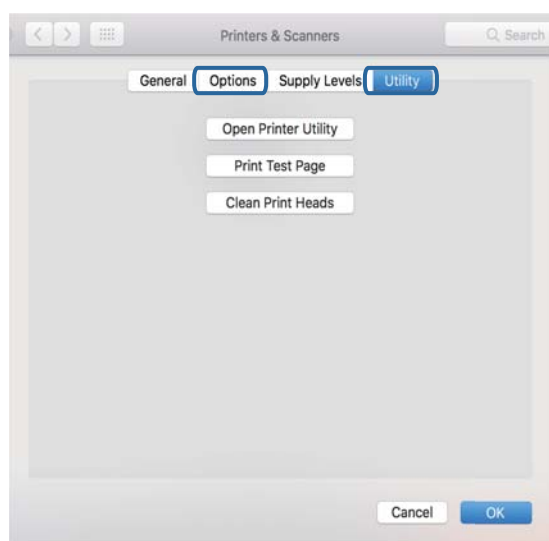 Printers & Scanners Search
General Options Supply Levels Utility
Open Printer Utility
Print Test Page
Clean Print Heads
Cancel OK